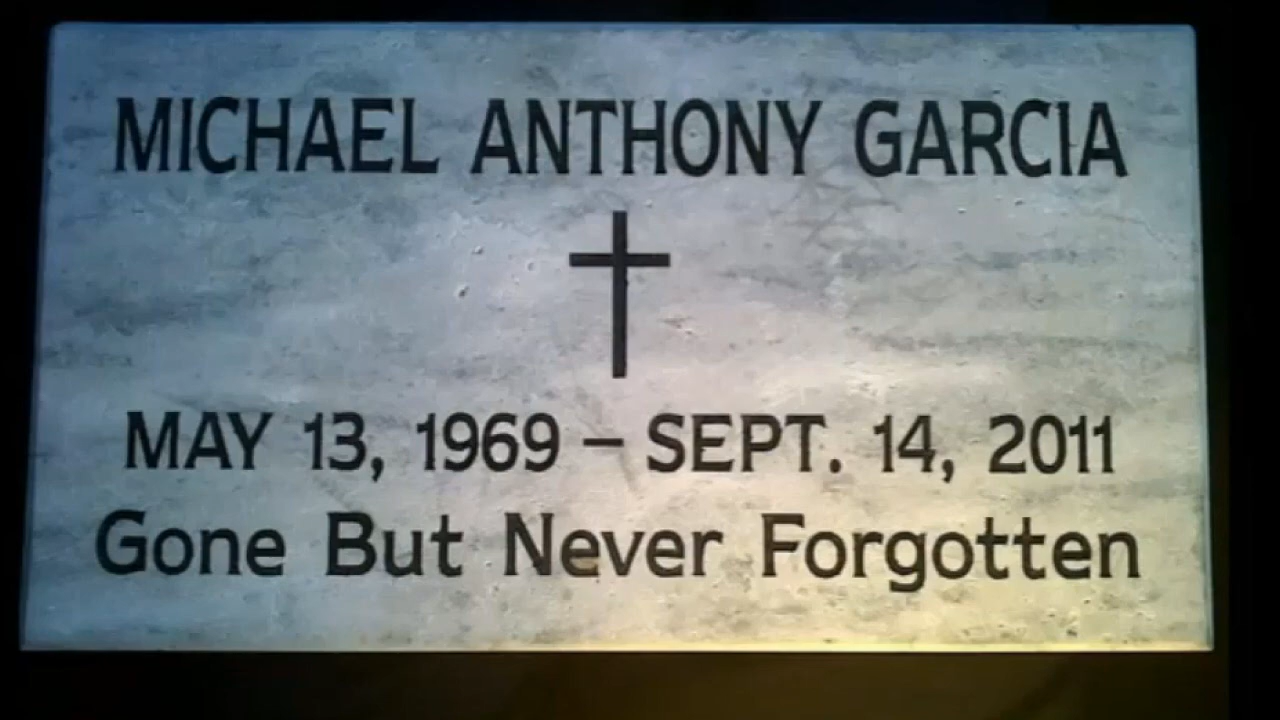 MICHAEL ANTHONY GARCIA
MAY 13, 1969 – SEPT. 14, 2011
Gone But Never Forgotten